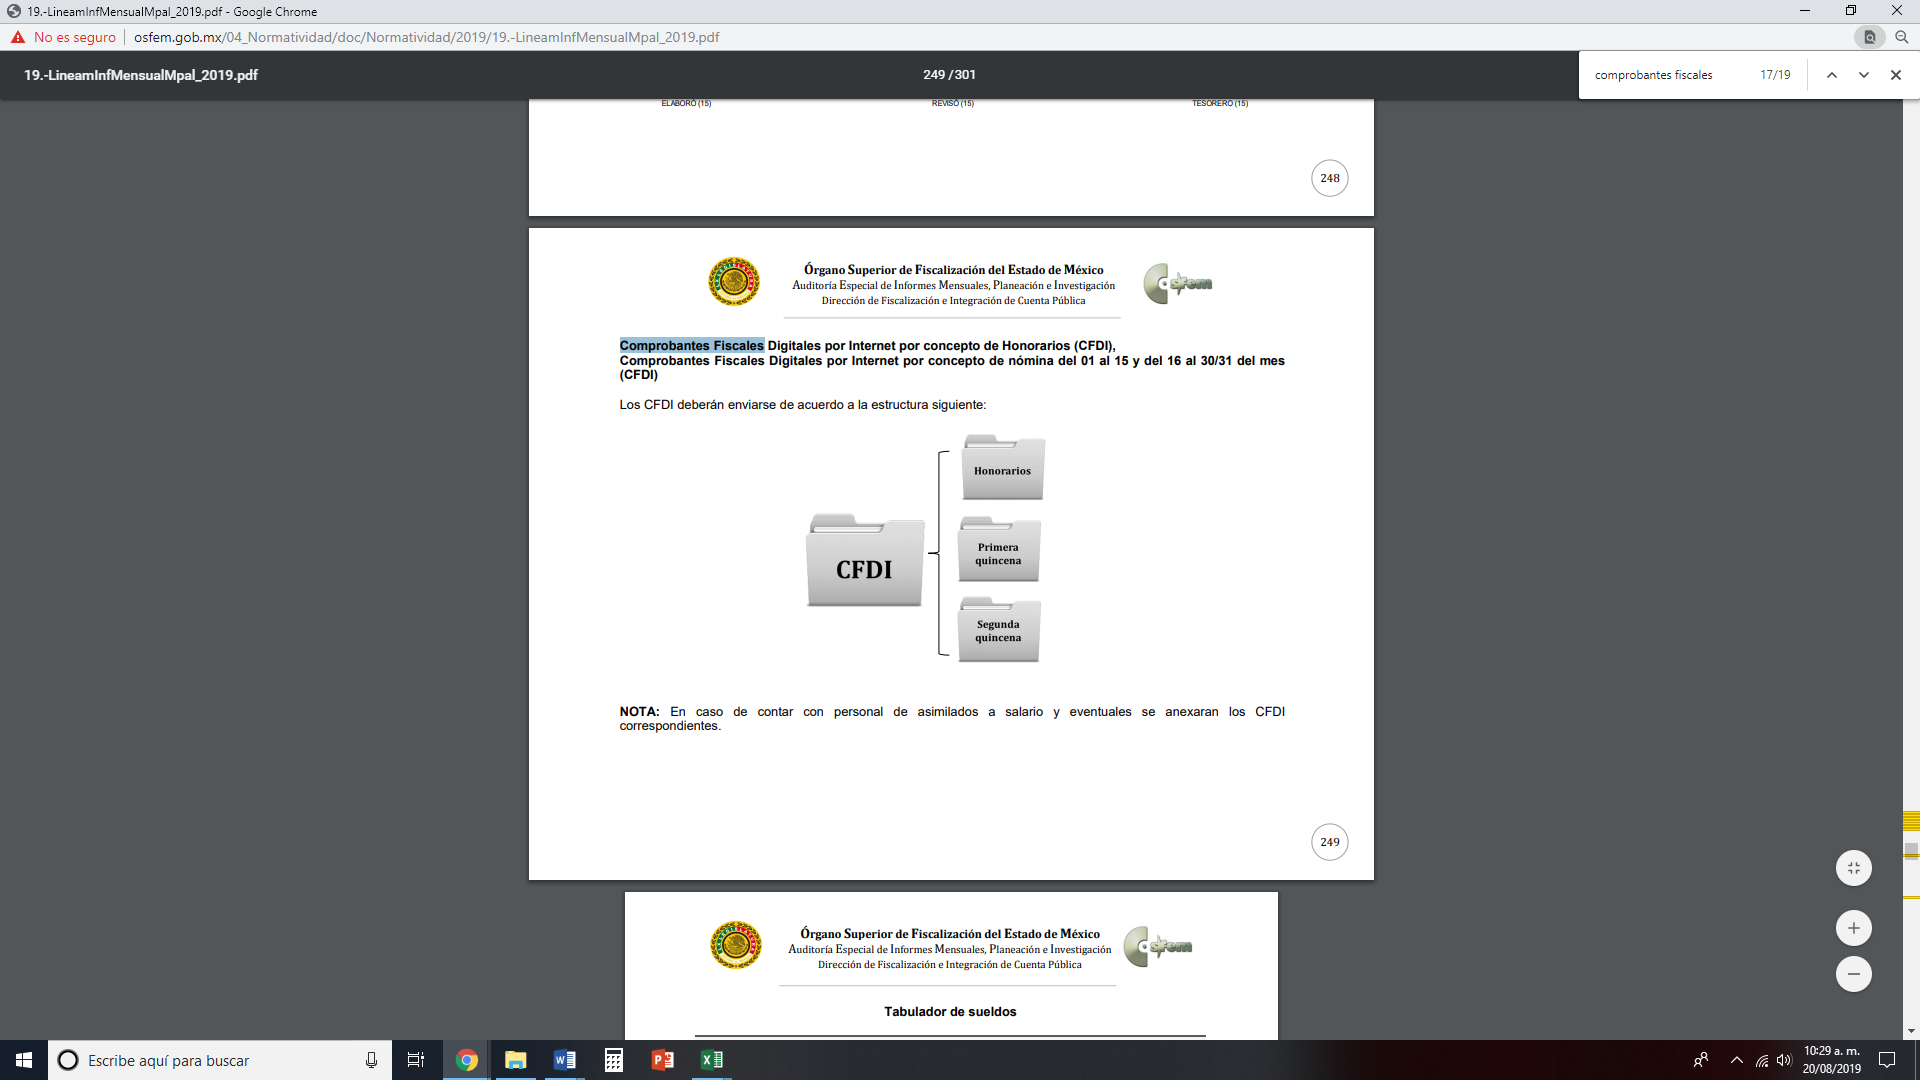 19.-LineamInfMensualMpal_2019.pdf - Google Chrome
No es seguro
osfem.gob.mx/04_Normatividad/doc/Normatividad/2019/19.-LineamInfMensualMpal_2019.pdf
19.-LineamInfMensualMpal_2019.pdf
249 / 301
comprobantes fiscales
17/19
ELABORÓ (15)
REVISÓ (15)
TESORERO (15)
248
Órgano Superior de Fiscalización del Estado de México
Auditoría Especial de Informes Mensuales, Planeación e Investigación
Dirección de Fiscalización e Integración de Cuenta Pública
osfem
Comprobantes Fiscales Digitales por Internet por concepto de Honorarios (CFDI),
Comprobantes Fiscales Digitales por Internet por concepto de nómina del 01 al 15 y del 16 al 30/31 del mes
(CFDI)
Los CFDI deberán enviarse de acuerdo a la estructura siguiente:
CFDI
Honorarios
Primera
quincena
Segunda
quincena
NOTA: En caso de contar con personal de asimilados a salario y eventuales se anexaran los CFDI
correspondientes.
249
Órgano Superior de Fiscalización del Estado de México
Auditoría Especial de Informes Mensuales, Planeación e Investigación
Dirección de Fiscalización e Integración de Cuenta Pública
osfem
Tabulador de sueldos
Escribe aquí para buscar
10:29 a. m.
20/08/2019